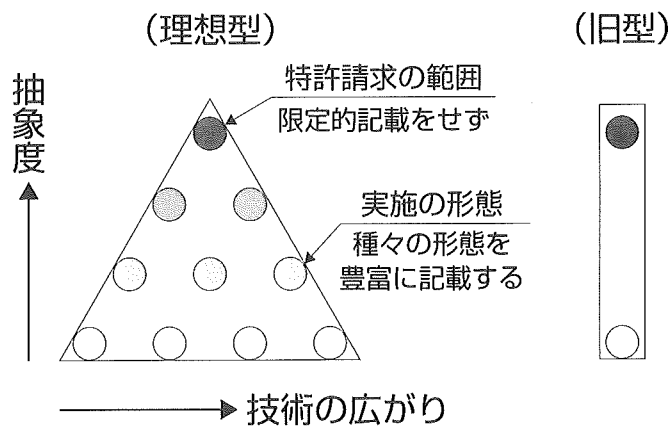 (理想型)
(旧型)
抽象度
特許請求の範囲
限定的記載をせず
実施の形態
種々の形態を
豊富に記載する
技術の広がり